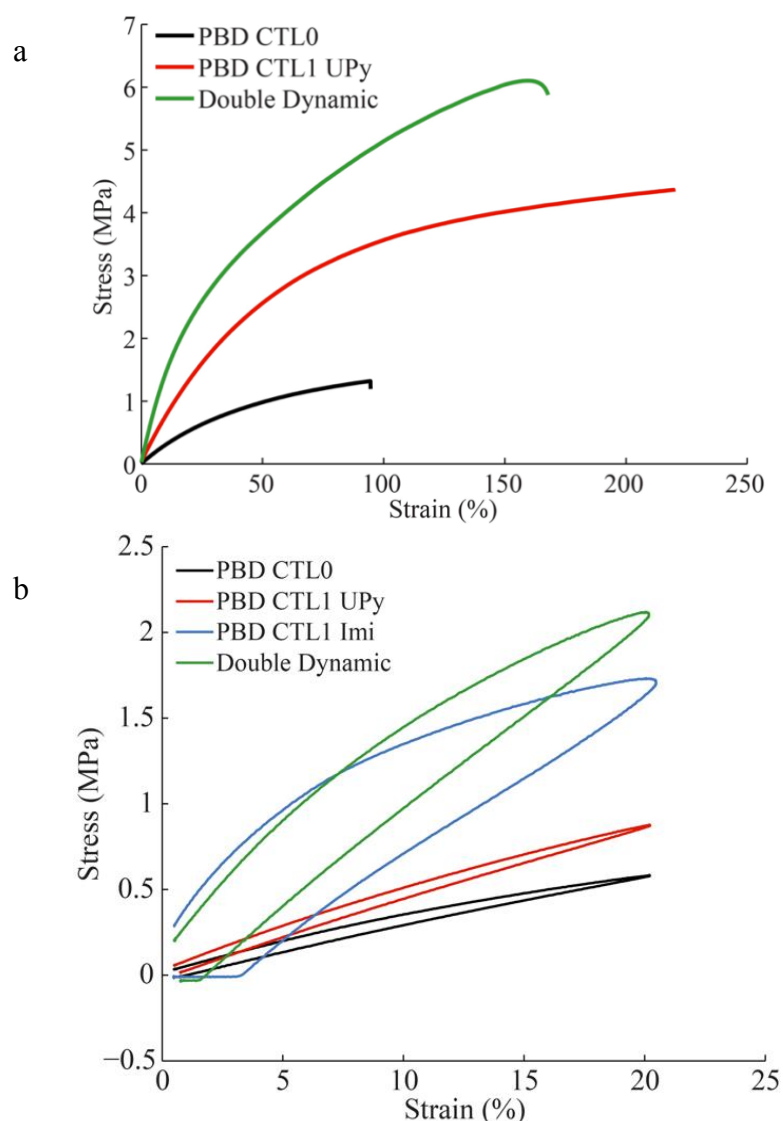 a
7
6
5
4
3
2
1
0
Stress (MPa)
PBD CTL0
PBD CTL1 UPy
Double Dynamic
0 50 100 150 200 250
Strain (%)
b
2.5
2
1.5
1
0.5
0
−0.5
Stress (MPa)
PBD CTL0
PBD CTL1 UPy
PBD CTL1 Imi
Double Dynamic
0 5 10 15 20 25
Strain (%)